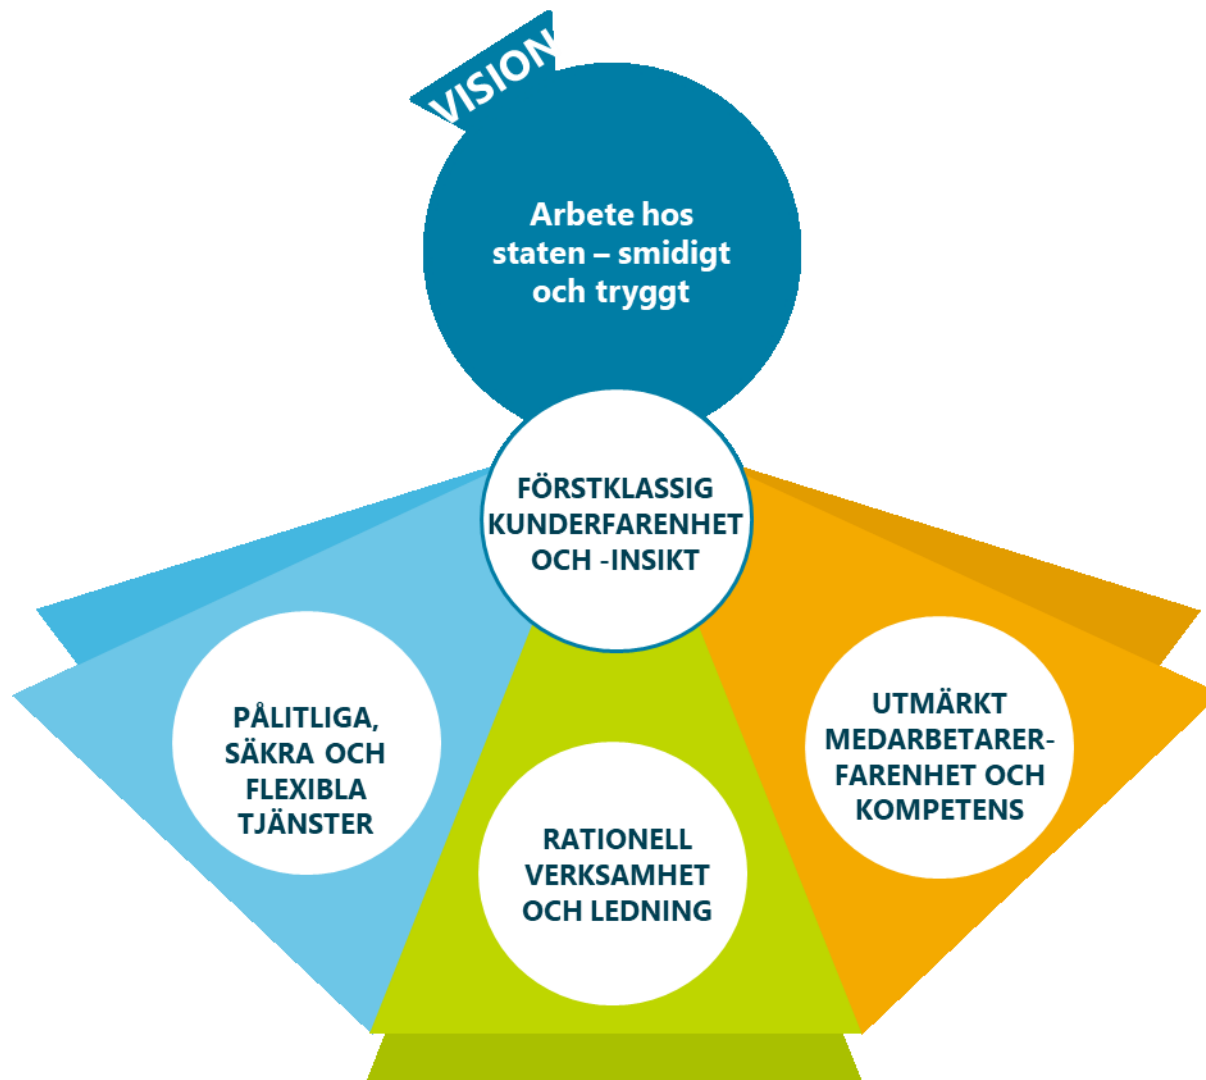 VISION
Arbete hos
staten – smidigt
och tryggt
FÖRSTKLASSIG
KUNDERFARENHET
OCH -INSIKT
PÅLITLIGA,
SÄKRA OCH
FLEXIBLA
TJÄNSTER
UTMÄRKT
MEDARBETARER-
FARENHET OCH
KOMPETENS
RATIONELL
VERKSAMHET
OCH LEDNING